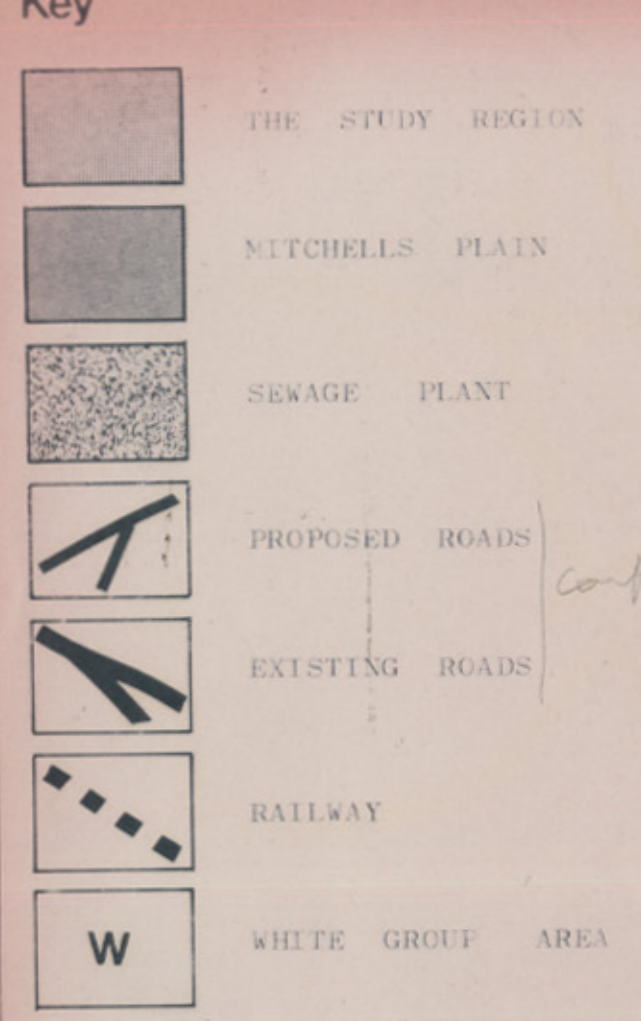 Key
THE STUDY REGION
MITCHELLS PLAIN
SEWAGE PLANT
PROPOSED ROADS
EXISTING ROADS
RAILWAY
W WHITE GROUP AREA